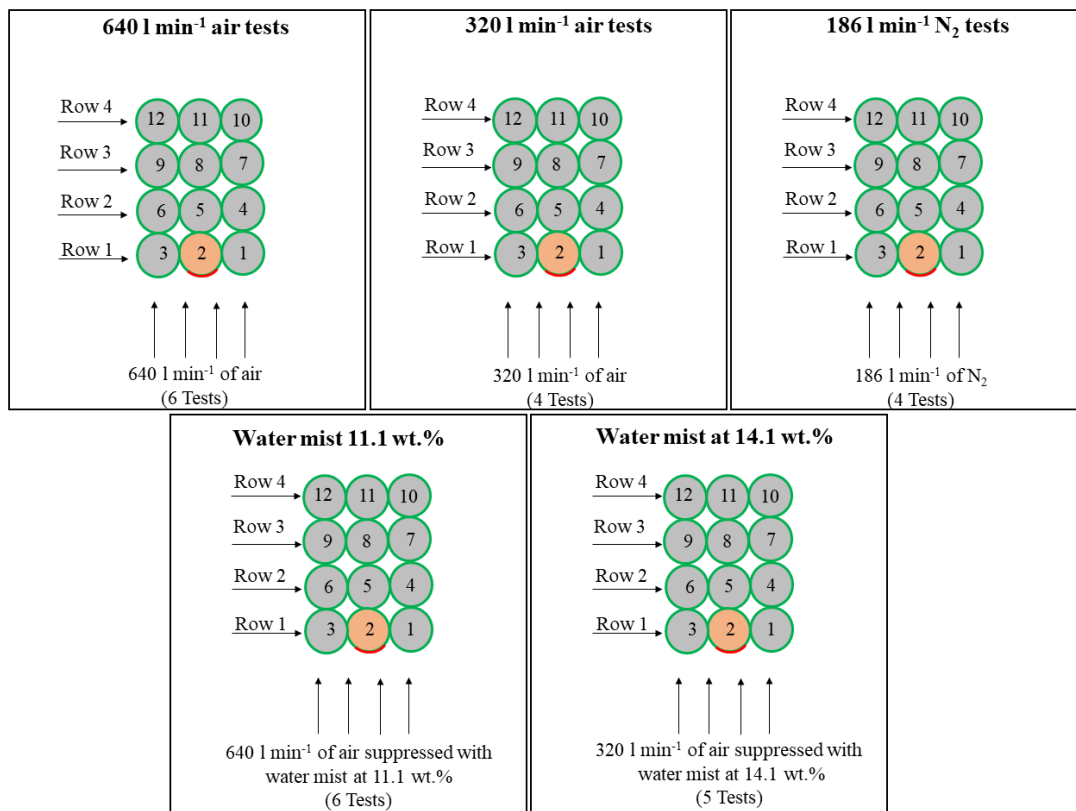 640 l min⁻¹ air tests
Row 4
12 11 10
Row 3
9 8 7
Row 2
6 5 4
Row 1
3 2 1
640 l min⁻¹ of air
(6 Tests)
320 l min⁻¹ air tests
Row 4
12 11 10
Row 3
9 8 7
Row 2
6 5 4
Row 1
3 2 1
320 l min⁻¹ of air
(4 Tests)
186 l min⁻¹ N₂ tests
Row 4
12 11 10
Row 3
9 8 7
Row 2
6 5 4
Row 1
3 2 1
186 l min⁻¹ of N₂
(4 Tests)
Water mist 11.1 wt.%
Row 4
12 11 10
Row 3
9 8 7
Row 2
6 5 4
Row 1
3 2 1
640 l min⁻¹ of air suppressed with
water mist at 11.1 wt.%
(6 Tests)
Water mist at 14.1 wt.%
Row 4
12 11 10
Row 3
9 8 7
Row 2
6 5 4
Row 1
3 2 1
320 l min⁻¹ of air suppressed with
water mist at 14.1 wt.%
(5 Tests)